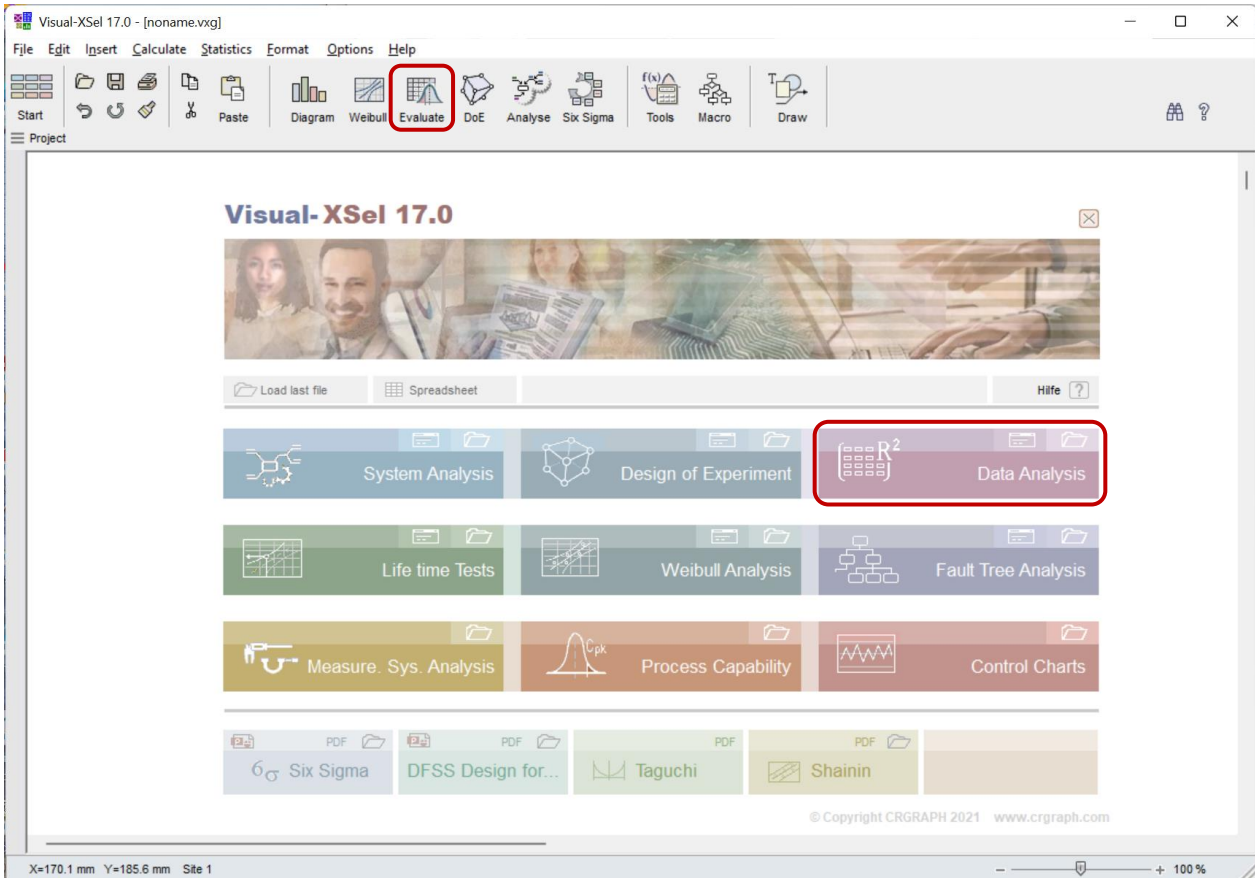 Visual-XSel 17.0 - [noname.vxg]
File Edit Insert Calculate Statistics Format Options Help
Start Paste Diagram Weibull Evaluate DoE Analyse Six Sigma Tools Macro Draw
Project
Visual-XSel 17.0
Load last file Spreadsheet Hilfe ?
System Analysis Design of Experiment R² Data Analysis
Life time Tests Weibull Analysis Fault Tree Analysis
Measure. Sys. Analysis Cpk Process Capability Control Charts
PDF PDF PDF PDF
6σ Six Sigma DFSS Design for... Taguchi Shainin
© Copyright CRGRAPH 2021 www.crgraph.com
X=170.1 mm Y=185.6 mm Site 1 100 %